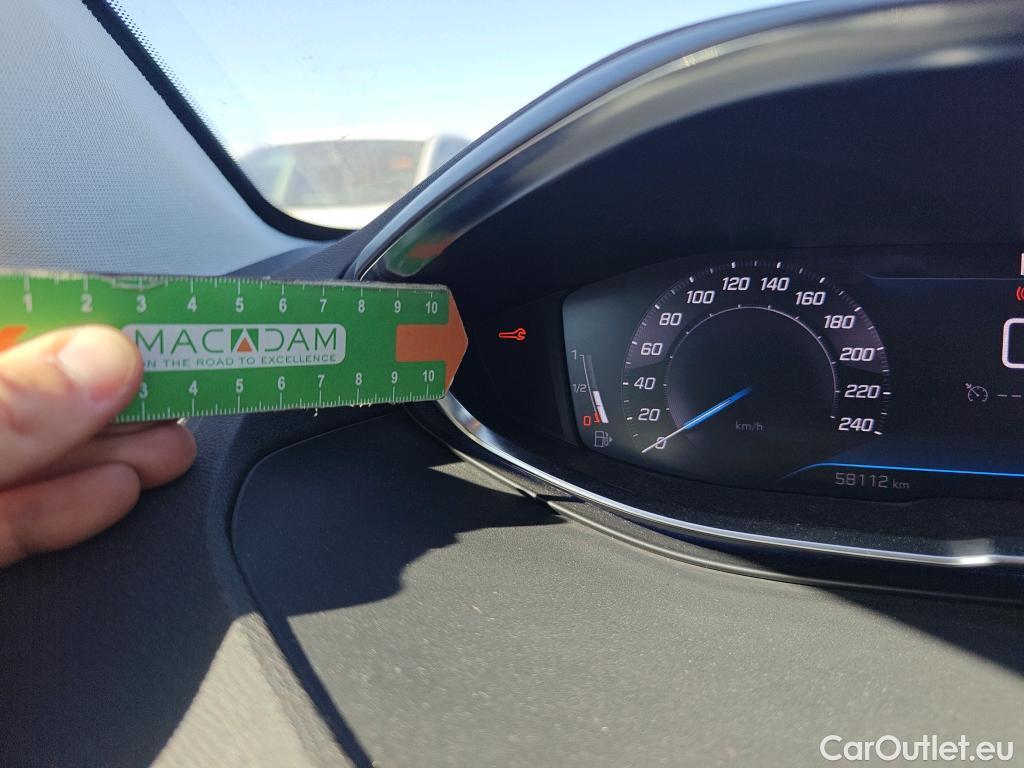 1 2 3 4 5 6 7 8 9 10
MACADAM
ON THE ROAD TO EXCELLENCE
3 4 5 6 7 8 9 10
1
1/2
0
0 20 40 60 80 100 120 140 160 180 200 220 240
km/h
58112 km
CarOutlet.eu